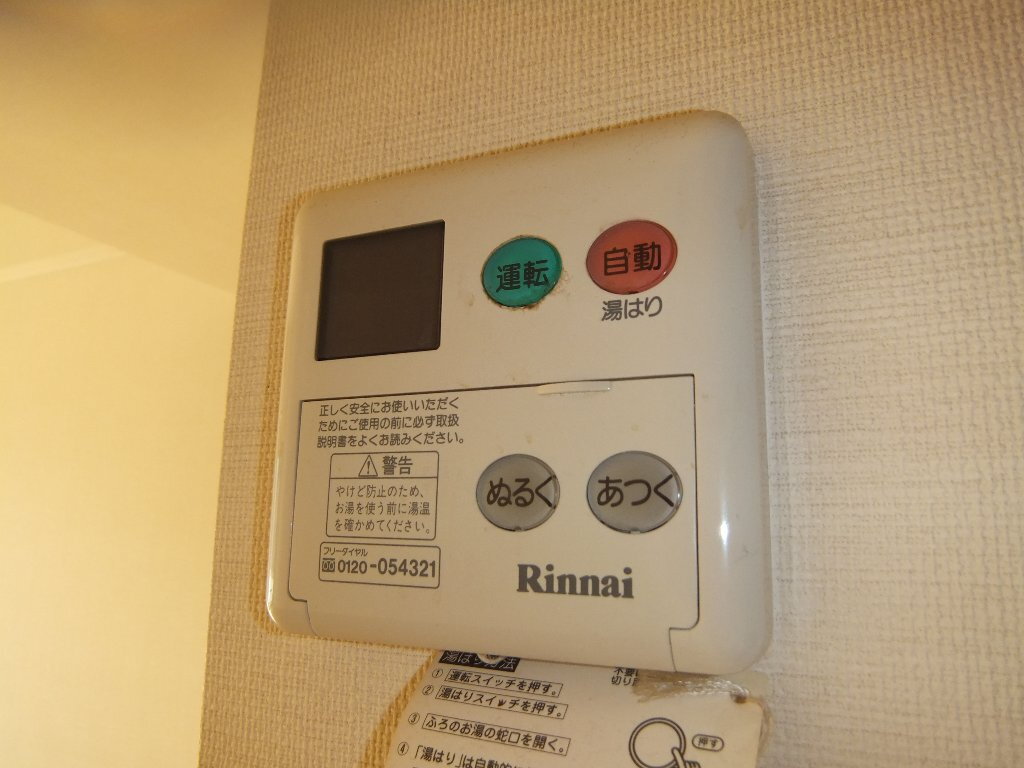 運転
自動
湯はり
正しく安全にお使いいただく
ためにご使用の前に必ず取扱
説明書をよくお読みください。
警告
やけど防止のため、
お湯を使う前に湯温
を確かめてください。
フリーダイヤル
0120-054321
ぬるく
あつく
Rinnai
① 運転スイッチを押す。
② 湯はりスイッチを押す。
③ ふろのお湯の蛇口を開く。
④ 「湯はり」は自動的
押す